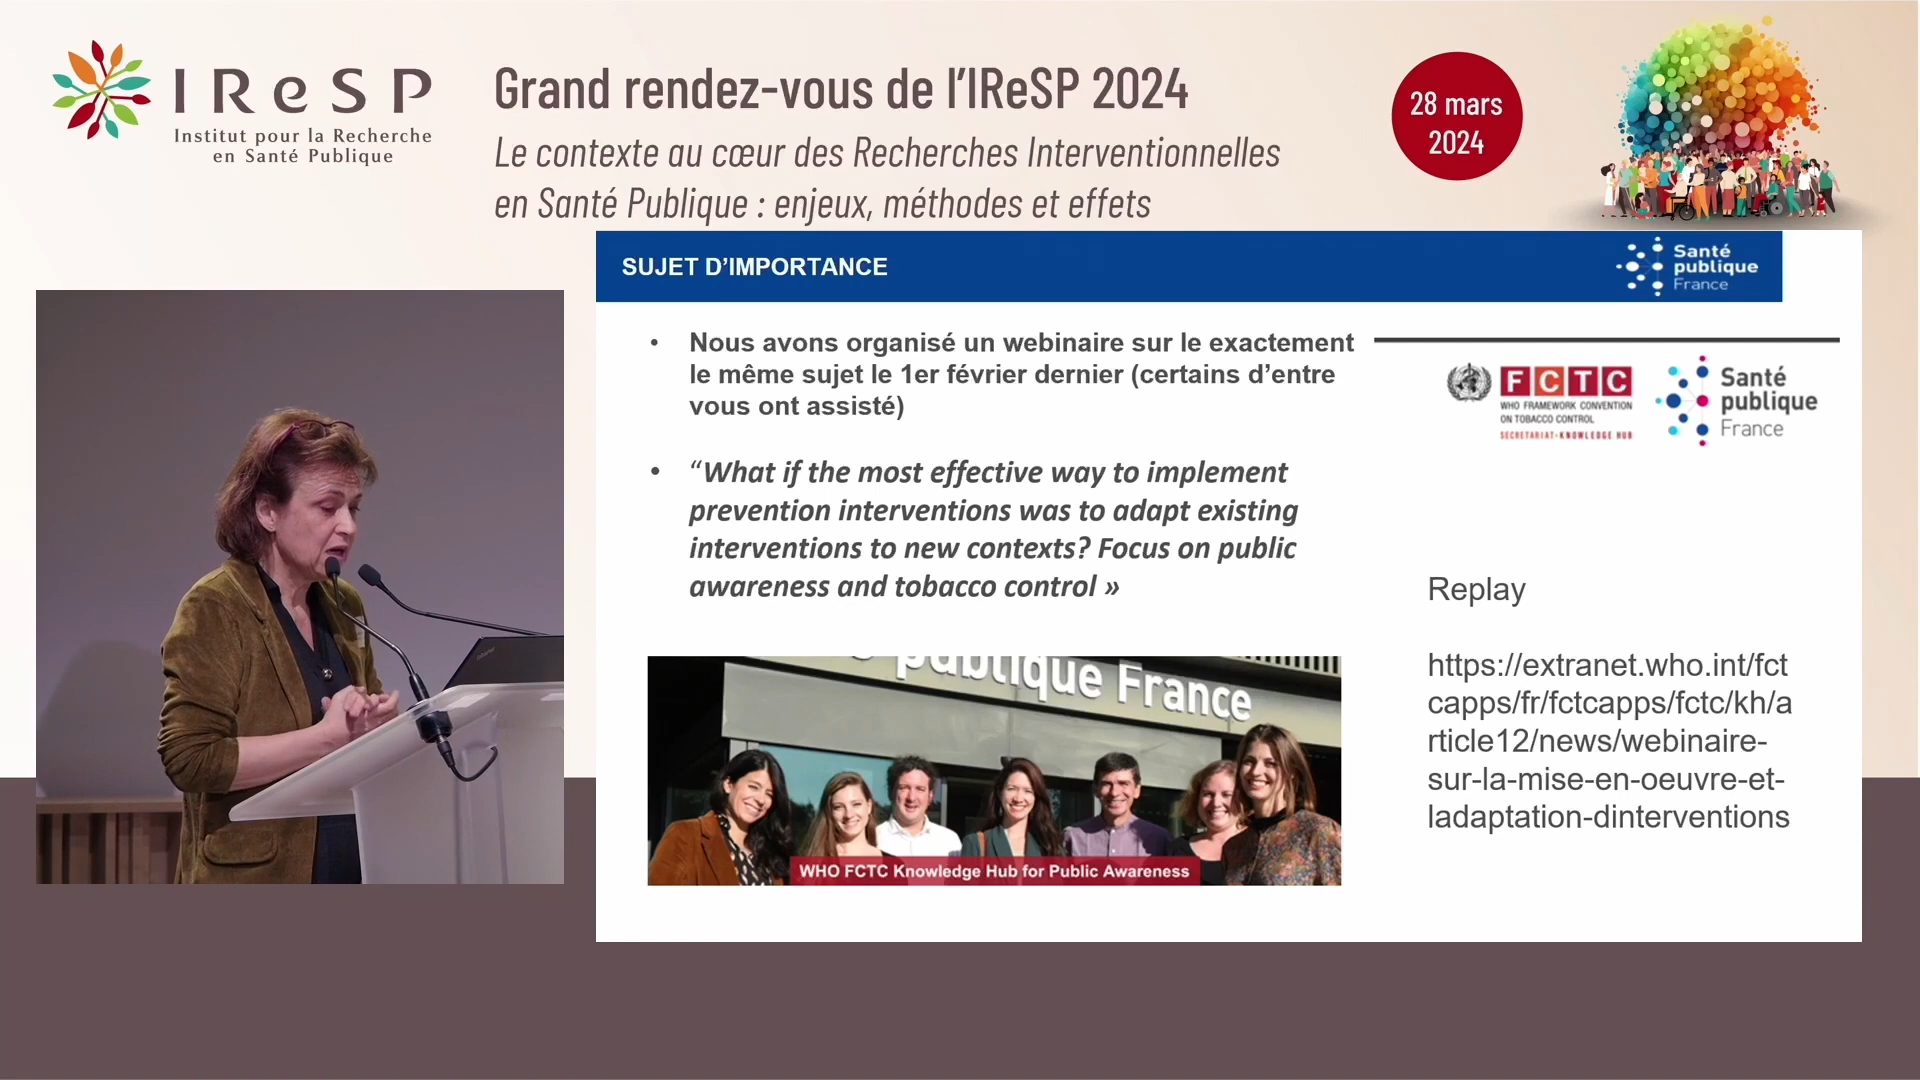 IReSP
Institut pour la Recherche
en Santé Publique
Grand rendez-vous de l'IReSP 2024
Le contexte au cœur des Recherches Interventionnelles
en Santé Publique : enjeux, méthodes et effets
28 mars
2024
SUJET D'IMPORTANCE
Santé
publique
France
• Nous avons organisé un webinaire sur le exactement
le même sujet le 1er février dernier (certains d'entre
vous ont assisté)
• “What if the most effective way to implement
prevention interventions was to adapt existing
interventions to new contexts? Focus on public
awareness and tobacco control »
publique France
WHO FCTC Knowledge Hub for Public Awareness
FCTC
WHO FRAMEWORK CONVENTION
ON TOBACCO CONTROL
SECRETARIAT-KNOWLEDGE HUB
Santé
publique
France
Replay
https://extranet.who.int/fct
capps/fr/fctcapps/fctc/kh/a
rticle12/news/webinaire-
sur-la-mise-en-oeuvre-et-
ladaptation-dinterventions